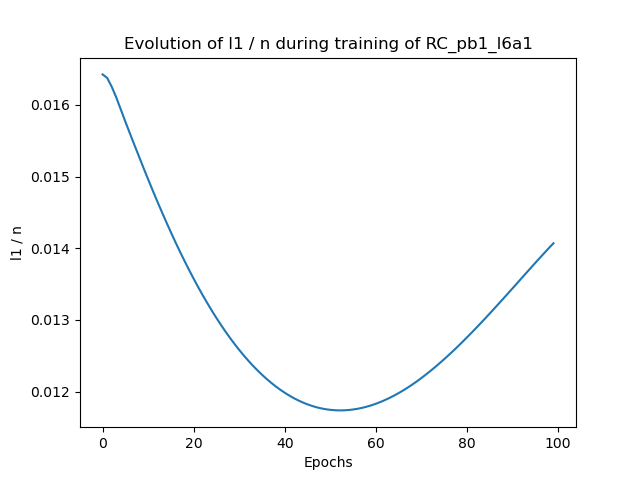 Evolution of l1 / n during training of RC_pb1_l6a1
0.016
0.015
0.014
0.013
0.012
l1 / n
0 20 40 60 80 100
Epochs